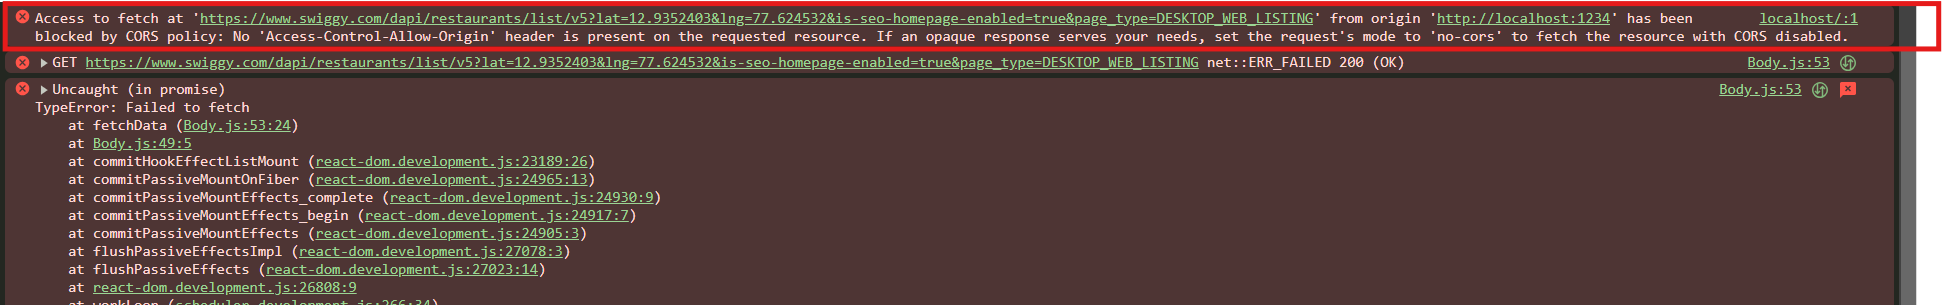 Access to fetch at 'https://www.swiggy.com/dapi/restaurants/list/v5?lat=12.9352403&lng=77.624532&is-seo-homepage-enabled=true&page_type=DESKTOP_WEB_LISTING' from origin 'http://localhost:1234' has been localhost/:1
blocked by CORS policy: No 'Access-Control-Allow-Origin' header is present on the requested resource. If an opaque response serves your needs, set the request's mode to 'no-cors' to fetch the resource with CORS disabled.
GET https://www.swiggy.com/dapi/restaurants/list/v5?lat=12.9352403&lng=77.624532&is-seo-homepage-enabled=true&page_type=DESKTOP_WEB_LISTING net::ERR_FAILED 200 (OK) Body.js:53
Uncaught (in promise) Body.js:53
TypeError: Failed to fetch
at fetchData (Body.js:53:24)
at Body.js:49:5
at commitHookEffectListMount (react-dom.development.js:23189:26)
at commitPassiveMountOnFiber (react-dom.development.js:24965:13)
at commitPassiveMountEffects_complete (react-dom.development.js:24930:9)
at commitPassiveMountEffects_begin (react-dom.development.js:24917:7)
at commitPassiveMountEffects (react-dom.development.js:24905:3)
at flushPassiveEffectsImpl (react-dom.development.js:27078:3)
at flushPassiveEffects (react-dom.development.js:27023:14)
at react-dom.development.js:26808:9
at workLoop (scheduler.development.js:266:34)